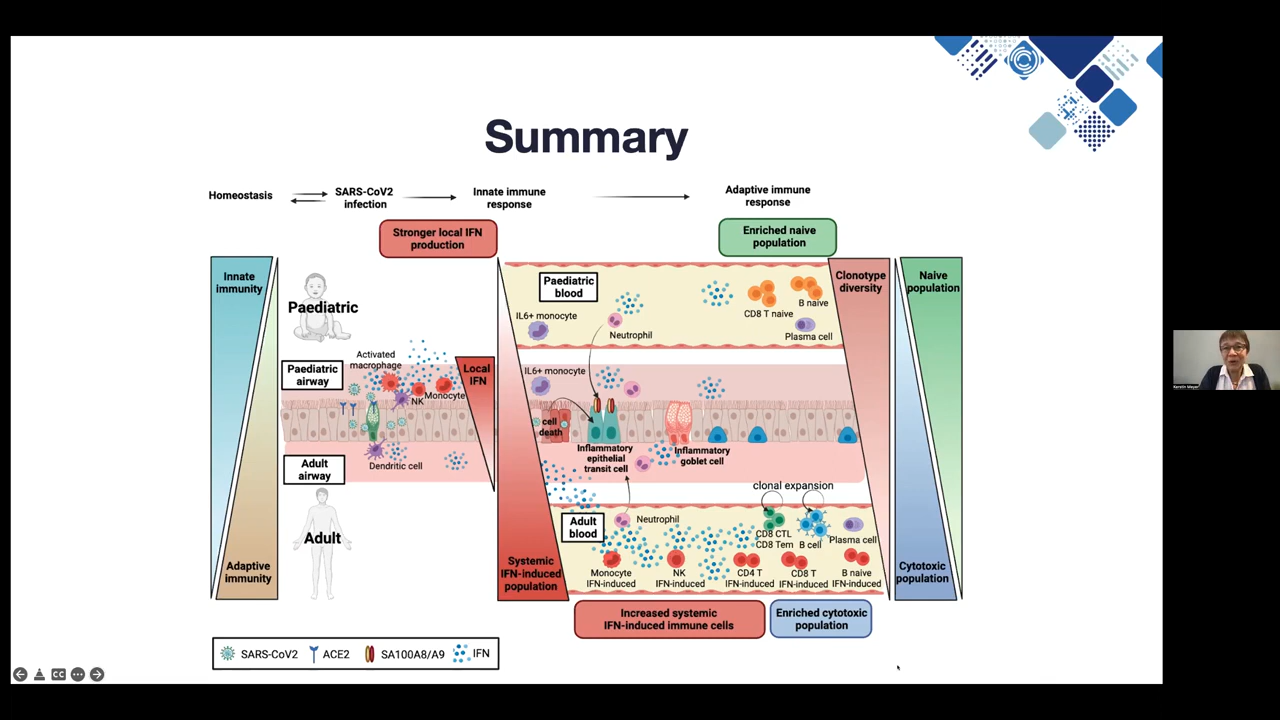 Summary
Homeostasis
SARS-CoV2
infection
Innate immune
response
Adaptive immune
response
Stronger local IFN
production
Enriched naive
population
Innate
immunity
Adaptive
immunity
Paediatric
Paediatric
airway
Activated
macrophage
NK
Monocyte
Local
IFN
Adult
airway
Dendritic cell
Adult
Systemic
IFN-induced
population
Paediatric
blood
IL6+ monocyte
Neutrophil
CD8 T naive
B naive
Plasma cell
IL6+ monocyte
cell
death
Inflammatory
epithelial
transit cell
Inflammatory
goblet cell
clonal expansion
Adult
blood
Neutrophil
CD8 CTL
CD8 Tem
B cell
Plasma cell
Monocyte
IFN-induced
NK
IFN-induced
CD4 T
IFN-induced
CD8 T
IFN-induced
B naive
IFN-induced
Clonotype
diversity
Naive
population
Cytotoxic
population
Increased systemic
IFN-induced immune cells
Enriched cytotoxic
population
SARS-CoV2
ACE2
SA100A8/A9
IFN
CC
Kerstin Meyer